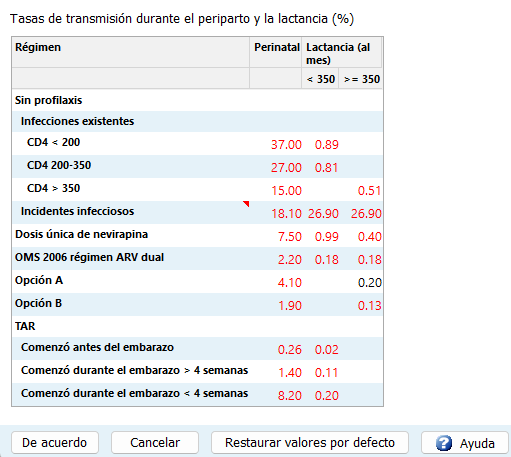 Tasas de transmisión durante el periparto y la lactancia (%)
Régimen Perinatal Lactancia (al
mes)
< 350 >= 350
Sin profilaxis
Infecciones existentes
CD4 < 200 37.00 0.89
CD4 200-350 27.00 0.81
CD4 > 350 15.00 0.51
Incidentes infecciosos 18.10 26.90 26.90
Dosis única de nevirapina 7.50 0.99 0.40
OMS 2006 régimen ARV dual 2.20 0.18 0.18
Opción A 4.10 0.20
Opción B 1.90 0.13
TAR
Comenzó antes del embarazo 0.26 0.02
Comenzó durante el embarazo > 4 semanas 1.40 0.11
Comenzó durante el embarazo < 4 semanas 8.20 0.20
De acuerdo Cancelar Restaurar valores por defecto ? Ayuda